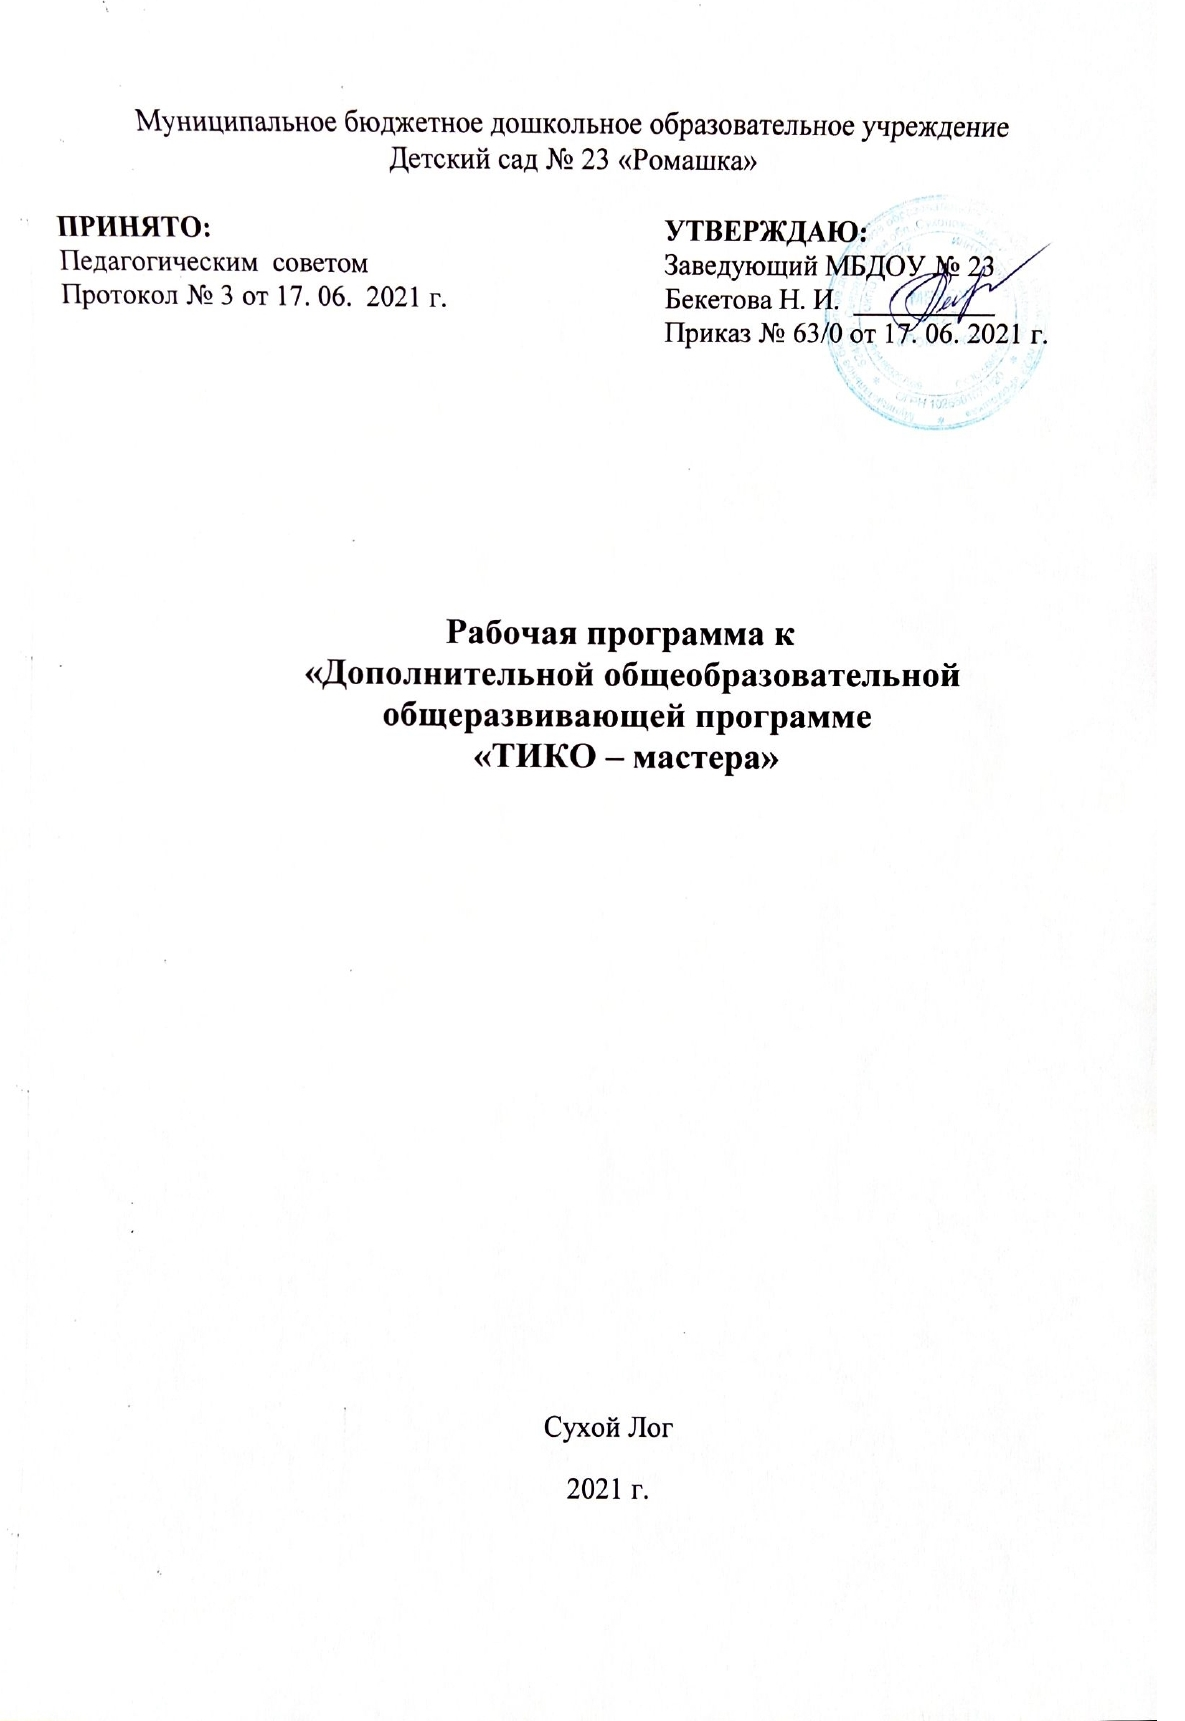 Муниципальное бюджетное дошкольное образовательное учреждение
Детский сад № 23 «Ромашка»
ПРИНЯТО:
Педагогическим советом
Протокол № 3 от 17. 06. 2021 г.
УТВЕРЖДАЮ:
Заведующий МБДОУ № 23
Бекетова Н. И. ___________
Приказ № 63/0 от 17. 06. 2021 г.
Рабочая программа к
«Дополнительной общеобразовательной
общеразвивающей программе
«ТИКО – мастера»
Сухой Лог
2021 г.